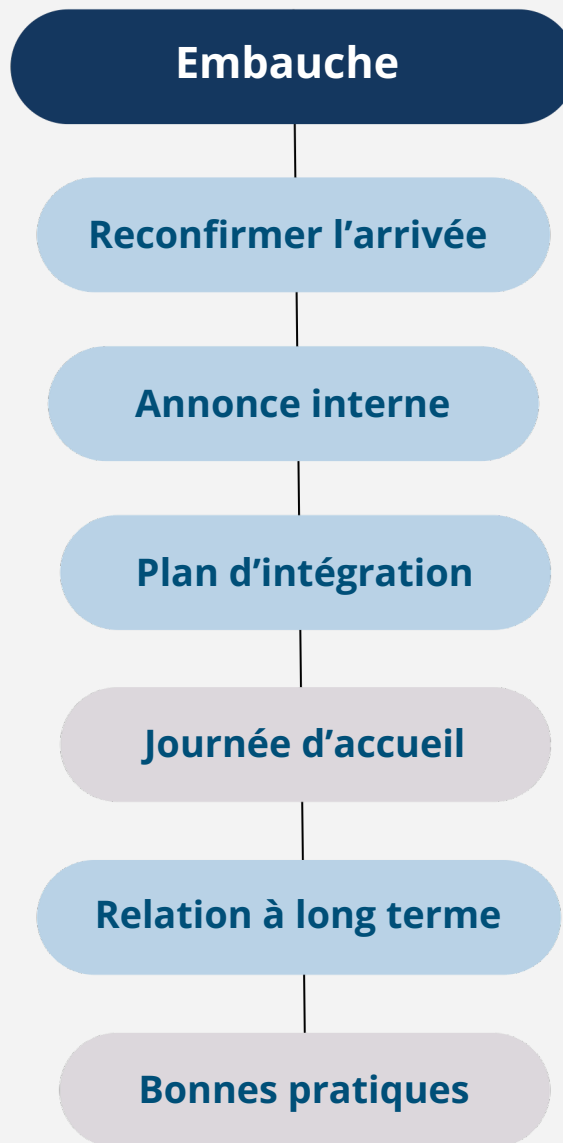 Embauche
Reconfirmer l’arrivée
Annonce interne
Plan d’intégration
Journée d’accueil
Relation à long terme
Bonnes pratiques